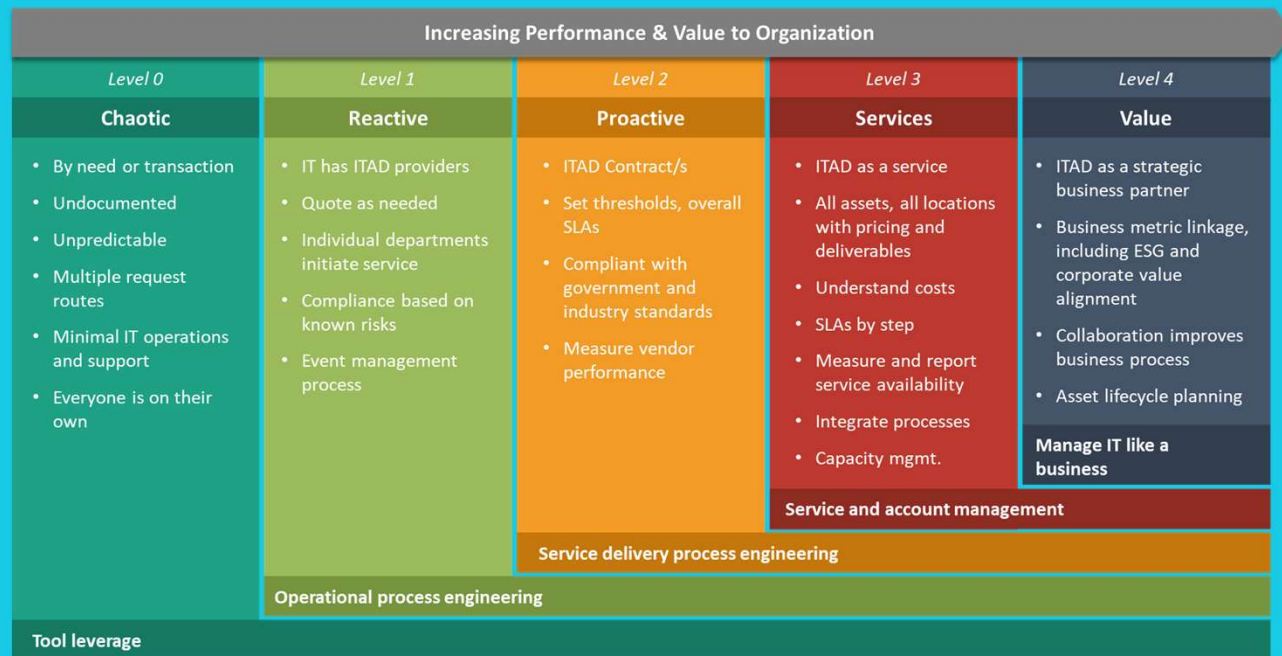 Increasing Performance & Value to Organization
Level 0
Chaotic
• By need or transaction
• Undocumented
• Unpredictable
• Multiple request
routes
• Minimal IT operations
and support
• Everyone is on their
own
Level 1
Reactive
• IT has ITAD providers
• Quote as needed
• Individual departments
initiate service
• Compliance based on
known risks
• Event management
process
Level 2
Proactive
• ITAD Contract/s
• Set thresholds, overall
SLAs
• Compliant with
government and
industry standards
• Measure vendor
performance
Level 3
Services
• ITAD as a service
• All assets, all locations
with pricing and
deliverables
• Understand costs
• SLAs by step
• Measure and report
service availability
• Integrate processes
• Capacity mgmt.
Level 4
Value
• ITAD as a strategic
business partner
• Business metric linkage,
including ESG and
corporate value
alignment
• Collaboration improves
business process
• Asset lifecycle planning
Manage IT like a
business
Service and account management
Service delivery process engineering
Operational process engineering
Tool leverage